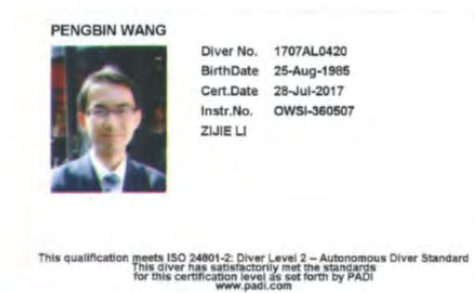 PENGBIN WANG
Diver No. 1707AL0420
BirthDate 25-Aug-1985
Cert.Date 28-Jul-2017
Instr.No. OWSI-360507
ZIJIE LI
This qualification meets ISO 24801-2: Diver Level 2 – Autonomous Diver Standard
This diver has satisfactorily met the standards
for this certification level as set forth by PADI
www.padi.com